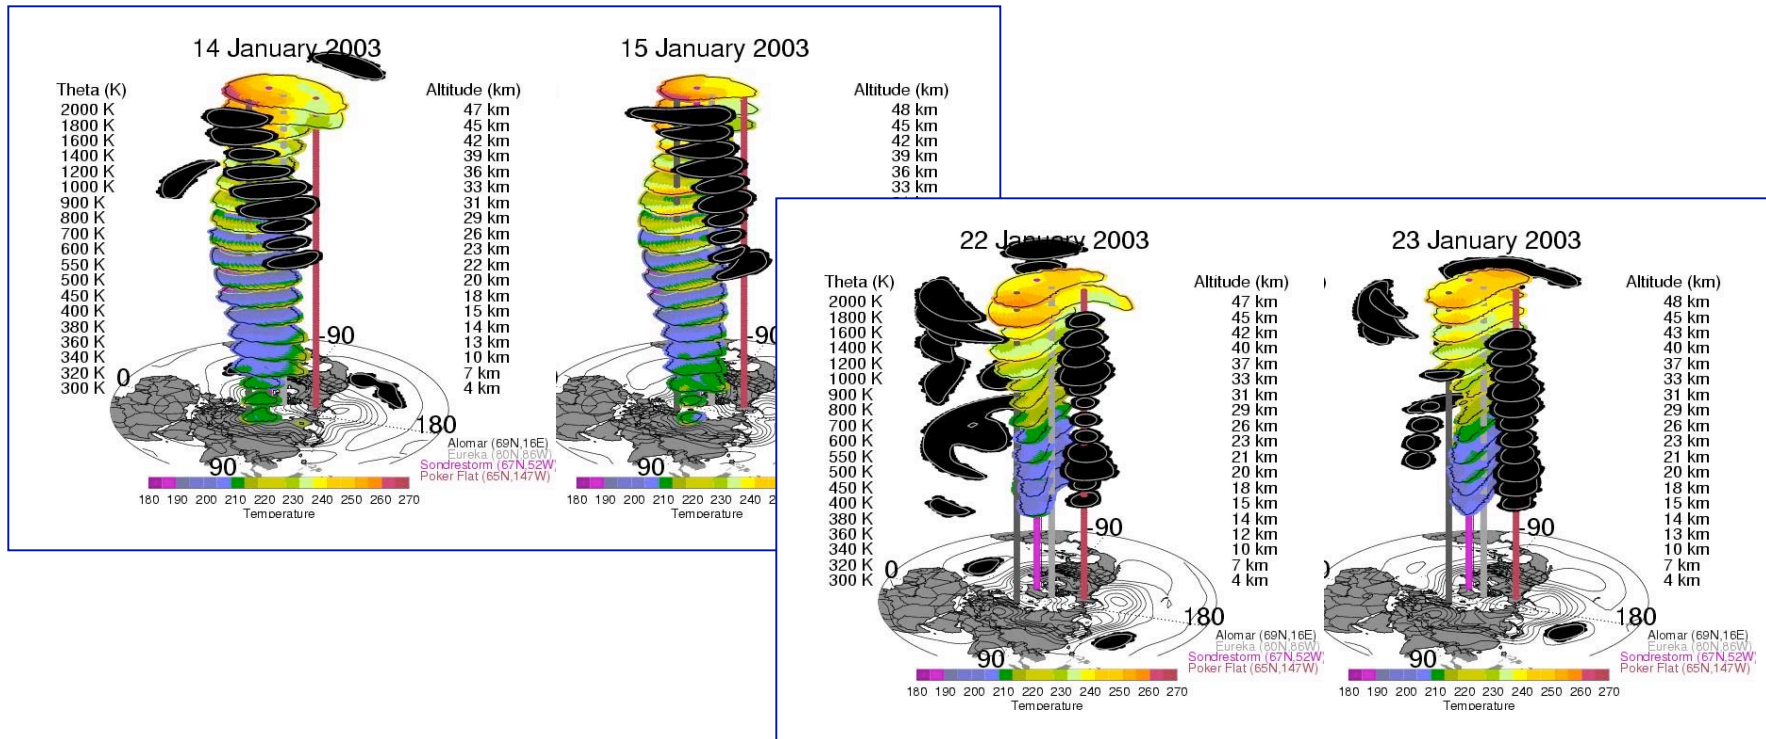 14 January 2003
Theta (K) Altitude (km)
2000 K 47 km
1800 K 45 km
1600 K 42 km
1400 K 39 km
1200 K 36 km
1000 K 33 km
900 K 31 km
800 K 29 km
700 K 26 km
600 K 23 km
550 K 22 km
500 K 20 km
450 K 18 km
400 K 15 km
380 K 14 km
360 K 13 km
340 K 10 km
320 K 7 km
300 K 4 km
-90
0
180
90
Alomar (69N,16E)
Eureka (80N,86W)
Sondrestorm (67N,52W)
Poker Flat (65N,147W)
180 190 200 210 220 230 240 250 260 270
Temperature
15 January 2003
Altitude (km)
48 km
45 km
42 km
39 km
36 km
33 km
-90
90
180 190 200 210 220 230 240
Temperature
22 January 2003
Theta (K) Altitude (km)
2000 K 47 km
1800 K 45 km
1600 K 42 km
1400 K 40 km
1200 K 37 km
1000 K 33 km
900 K 31 km
800 K 29 km
700 K 26 km
600 K 23 km
550 K 21 km
500 K 20 km
450 K 18 km
400 K 15 km
380 K 14 km
360 K 12 km
340 K 10 km
320 K 7 km
300 K 4 km
-90
0
180
90
Alomar (69N,16E)
Eureka (80N,86W)
Sondrestorm (67N,52W)
Poker Flat (65N,147W)
180 190 200 210 220 230 240 250 260 270
Temperature
23 January 2003
Altitude (km)
48 km
45 km
43 km
40 km
37 km
33 km
31 km
29 km
26 km
23 km
21 km
20 km
18 km
15 km
14 km
13 km
10 km
7 km
4 km
-90
180
90
Alomar (69N,16E)
Eureka (80N,86W)
Sondrestorm (67N,52W)
Poker Flat (65N,147W)
180 190 200 210 220 230 240 250 260 270
Temperature